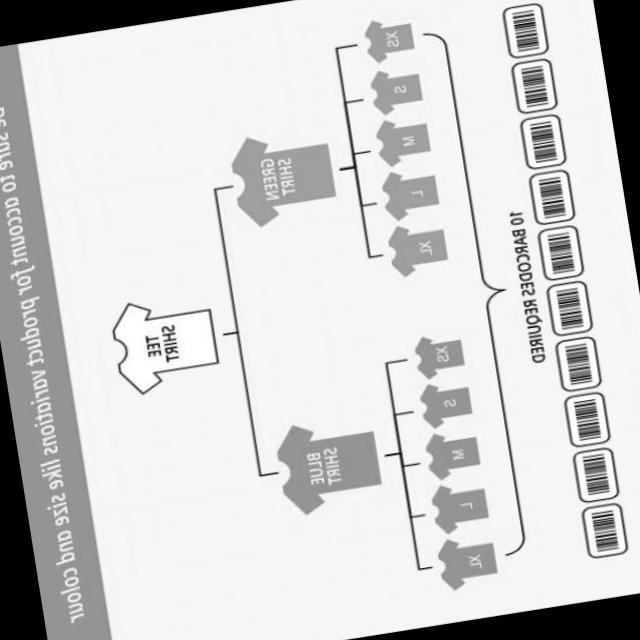 Be sure to account for product variations like size and colour
TEE
SHIRT
GREEN
SHIRT
BLUE
SHIRT
XS
S
M
L
XL
XS
S
M
L
XL
10 BARCODES REQUIRED